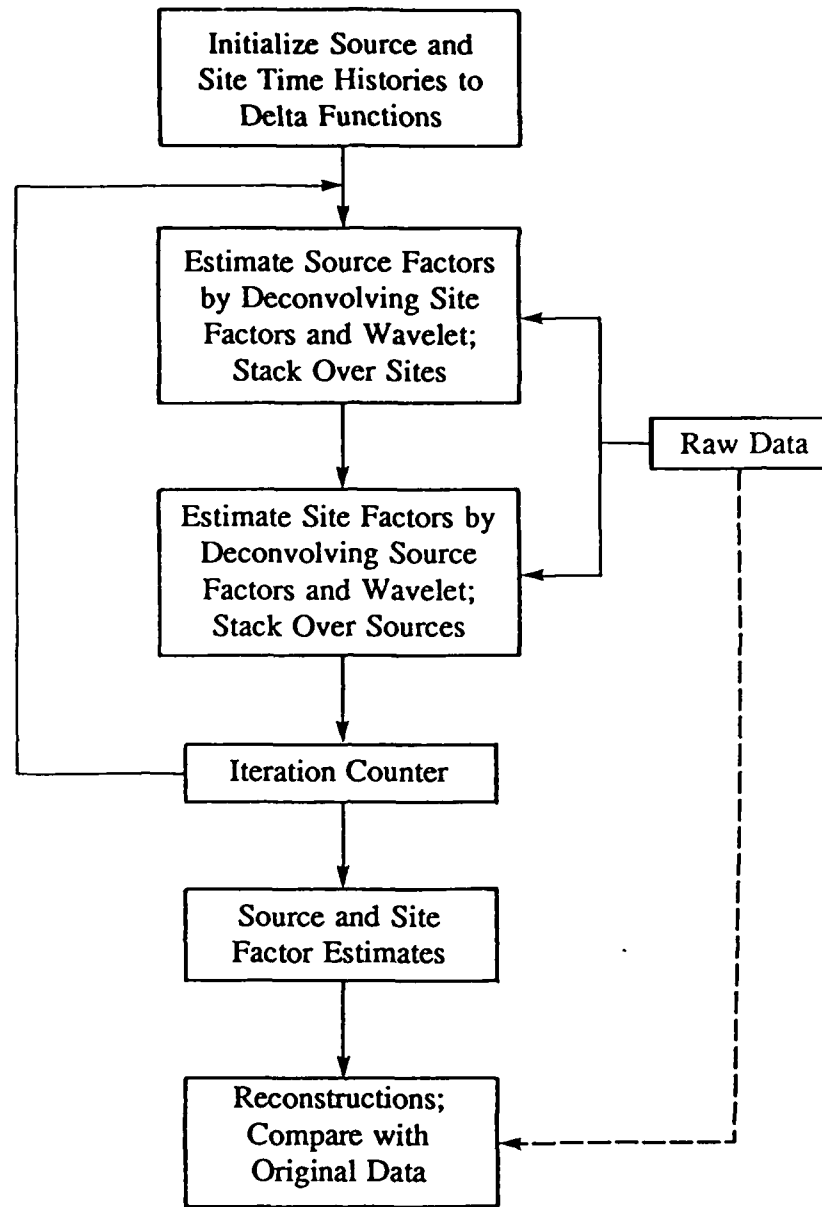 Initialize Source and
Site Time Histories to
Delta Functions
Estimate Source Factors
by Deconvolving Site
Factors and Wavelet;
Stack Over Sites
Raw Data
Estimate Site Factors by
Deconvolving Source
Factors and Wavelet;
Stack Over Sources
Iteration Counter
Source and Site
Factor Estimates
Reconstructions;
Compare with
Original Data